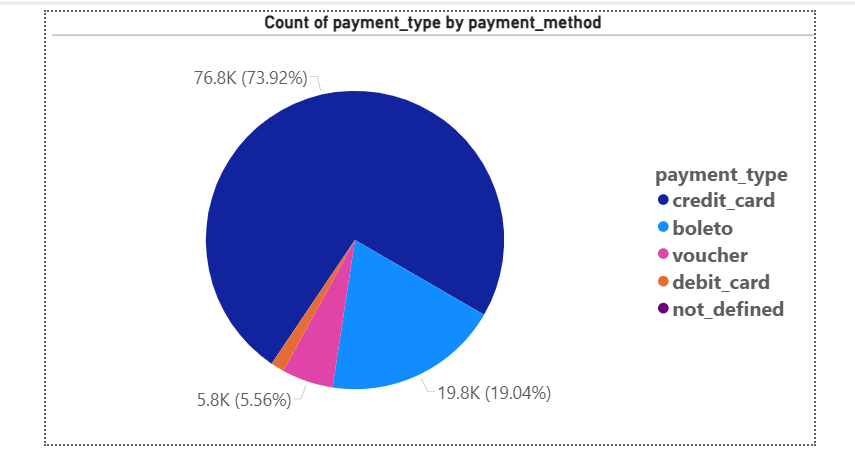 Count of payment_type by payment_method
76.8K (73.92%)
5.8K (5.56%)
19.8K (19.04%)
payment_type
credit_card
boleto
voucher
debit_card
not_defined